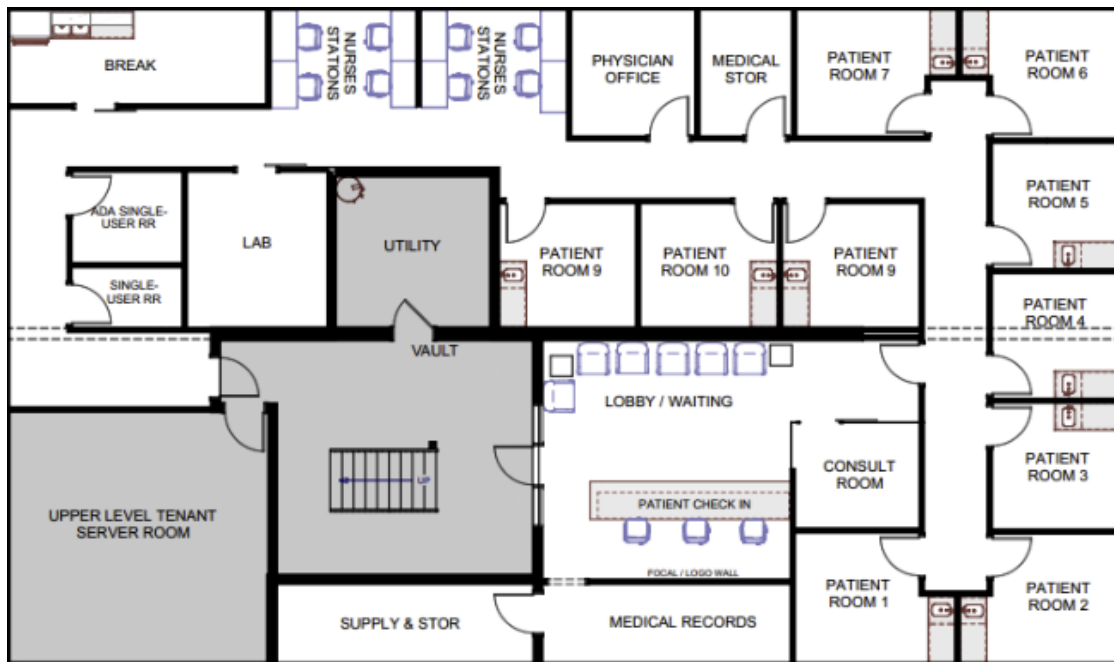 BREAK
NURSES
STATIONS
NURSES
STATIONS
PHYSICIAN
OFFICE
MEDICAL
STOR
PATIENT
ROOM 7
PATIENT
ROOM 6
ADA SINGLE-
USER RR
LAB
UTILITY
PATIENT
ROOM 9
PATIENT
ROOM 10
PATIENT
ROOM 9
PATIENT
ROOM 5
SINGLE-
USER RR
PATIENT
ROOM 4
VAULT
LOBBY / WAITING
UP
CONSULT
ROOM
PATIENT
ROOM 3
UPPER LEVEL TENANT
SERVER ROOM
PATIENT CHECK IN
FOCAL / LOGO WALL
PATIENT
ROOM 1
PATIENT
ROOM 2
SUPPLY & STOR
MEDICAL RECORDS